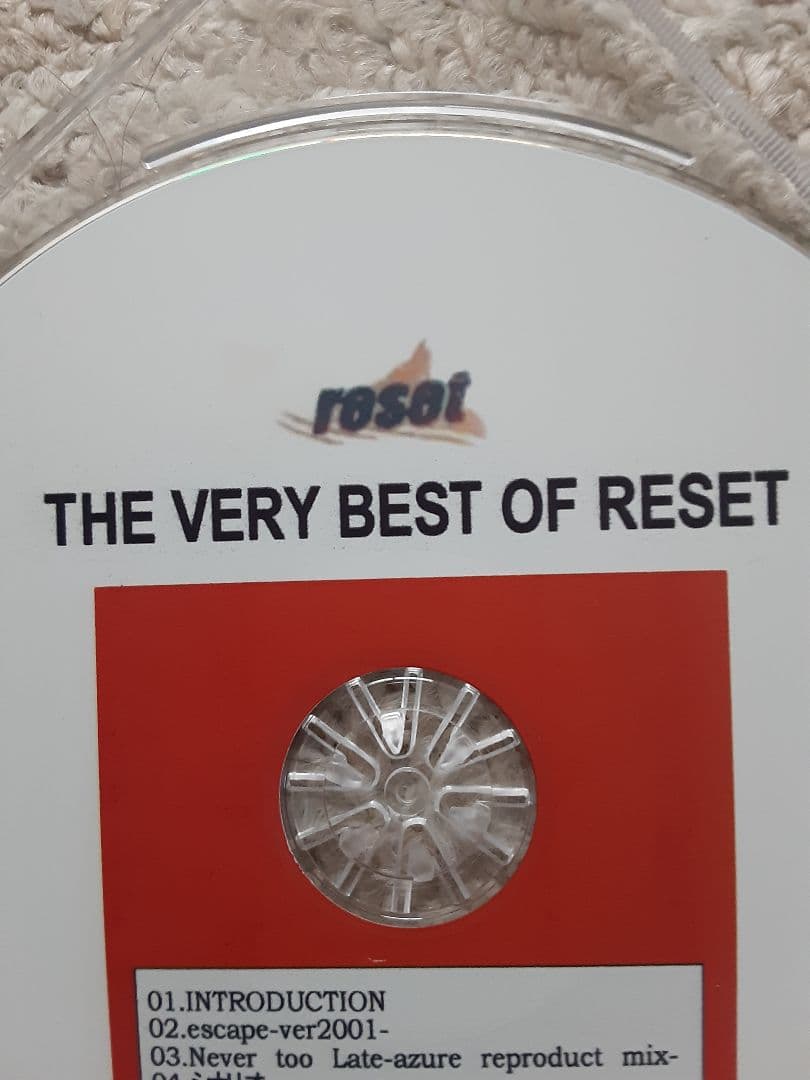 reset
THE VERY BEST OF RESET
01.INTRODUCTION
02.escape-ver2001-
03.Never too Late-azure reproduct mix-